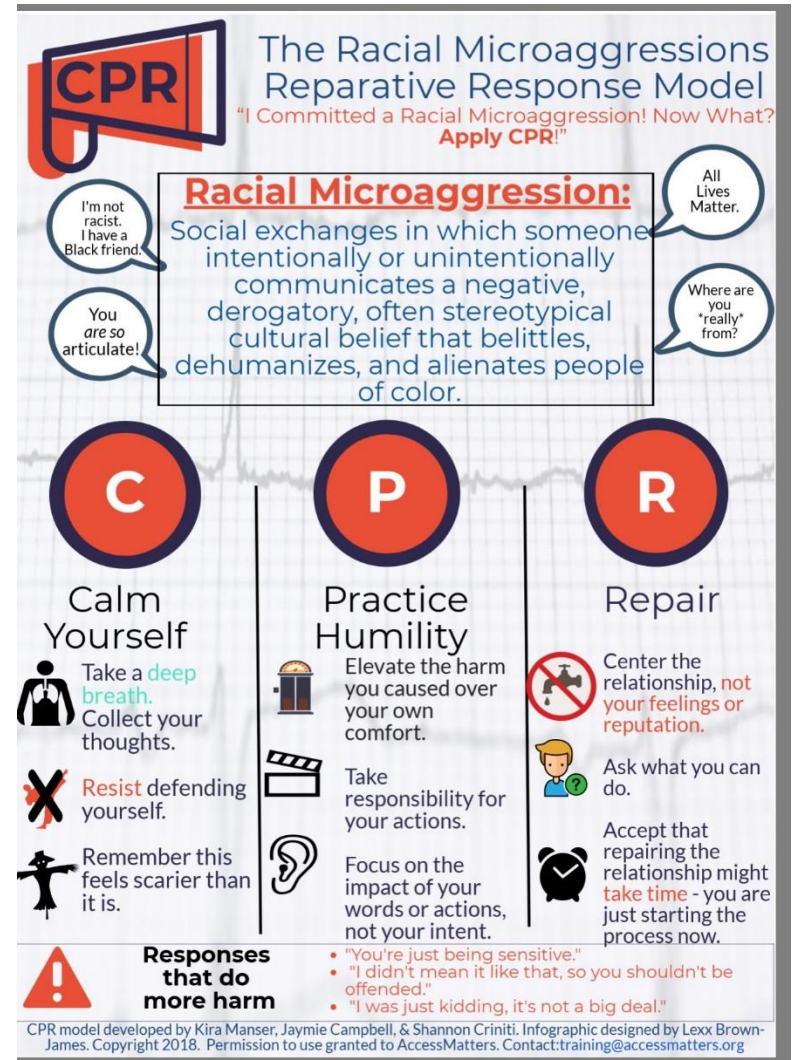 CPR
The Racial Microaggressions
Reparative Response Model
“I Committed a Racial Microaggression! Now What?
Apply CPR!”
I'm not
racist.
I have a
Black friend.
You
are so
articulate!
Racial Microaggression:
Social exchanges in which someone
intentionally or unintentionally
communicates a negative,
derogatory, often stereotypical
cultural belief that belittles,
dehumanizes, and alienates people
of color.
All
Lives
Matter.
Where are
you
*really*
from?
C
Calm
Yourself
Take a deep
breath.
Collect your
thoughts.
Resist defending
yourself.
Remember this
feels scarier than
it is.
P
Practice
Humility
Elevate the harm
you caused over
your own
comfort.
Take
responsibility for
your actions.
Focus on the
impact of your
words or actions,
not your intent.
R
Repair
Center the
relationship, not
your feelings or
reputation.
?
Ask what you can
do.
Accept that
repairing the
relationship might
take time - you are
just starting the
process now.
Responses
that do
more harm
• "You're just being sensitive."
• "I didn't mean it like that, so you shouldn't be
offended."
• "I was just kidding, it's not a big deal."
CPR model developed by Kira Manser, Jaymie Campbell, & Shannon Criniti. Infographic designed by Lexx Brown-
James. Copyright 2018. Permission to use granted to AccessMatters. Contact:training@accessmatters.org